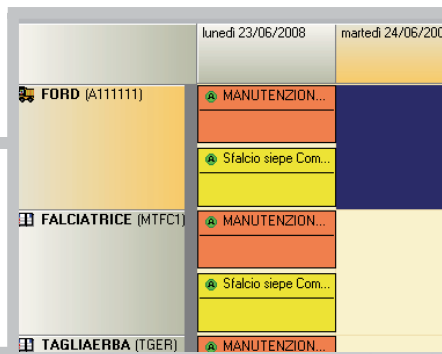 lunedì 23/06/2008 martedì 24/06/200
FORD (A111111) A MANUTENZION...
A Sfalcio siepe Com...
FALCIATRICE (MTFC1) A MANUTENZION...
A Sfalcio siepe Com...
TAGLIAERBA (TGER) A MANUTENZION...